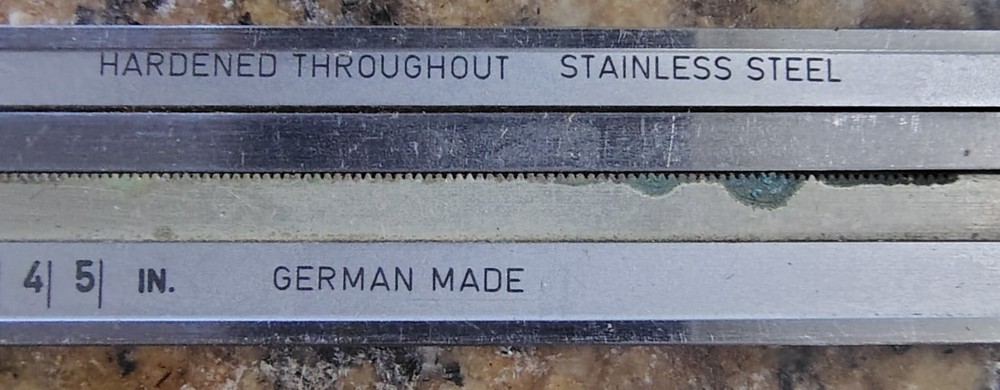 HARDENED THROUGHOUT STAINLESS STEEL
4| 5| IN. GERMAN MADE